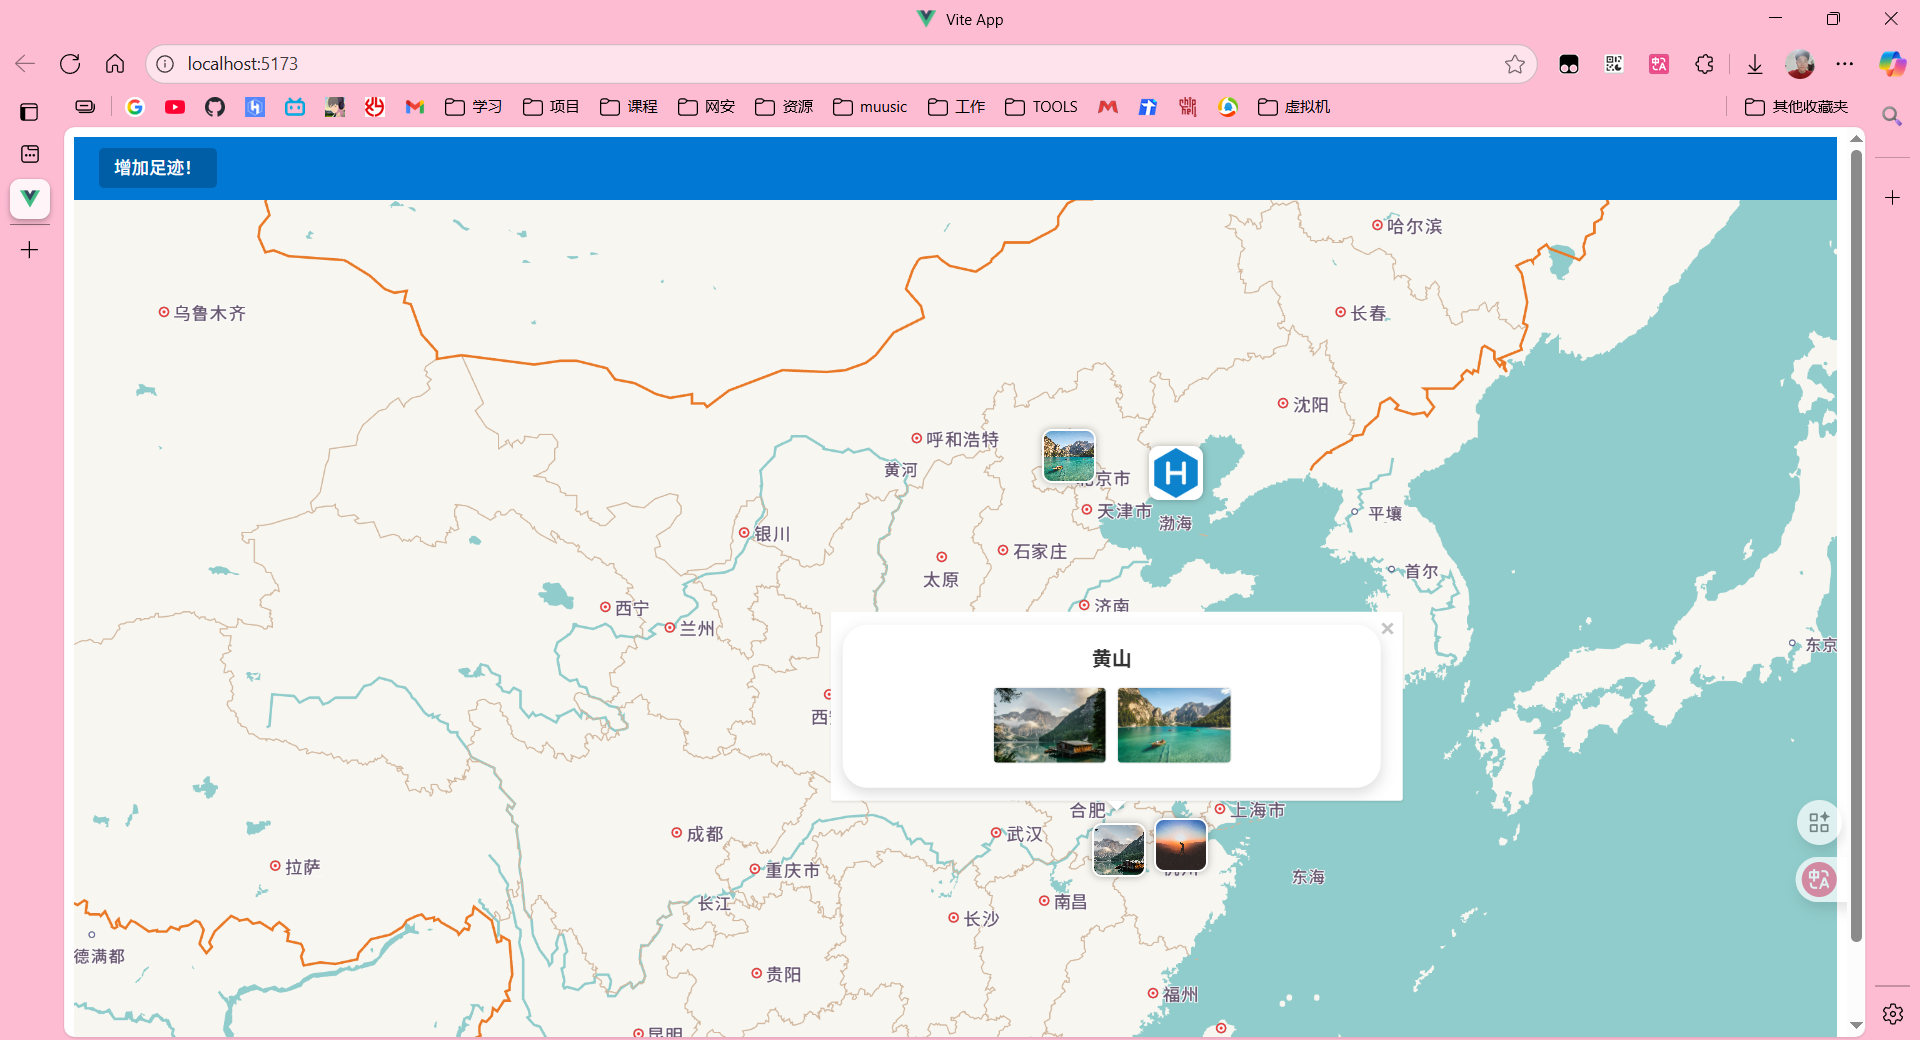 Vite App
localhost:5173
学习
项目
课程
网安
资源
muusic
工作
TOOLS
虚拟机
其他收藏夹
增加足迹!
哈尔滨
乌鲁木齐
长春
沈阳
呼和浩特
黄河
北京市
天津市
渤海
平壤
银川
石家庄
太原
首尔
济南
西宁
兰州
东京
黄山
合肥
上海市
成都
武汉
重庆市
拉萨
东海
长江
南昌
长沙
德满都
贵阳
福州
昆明